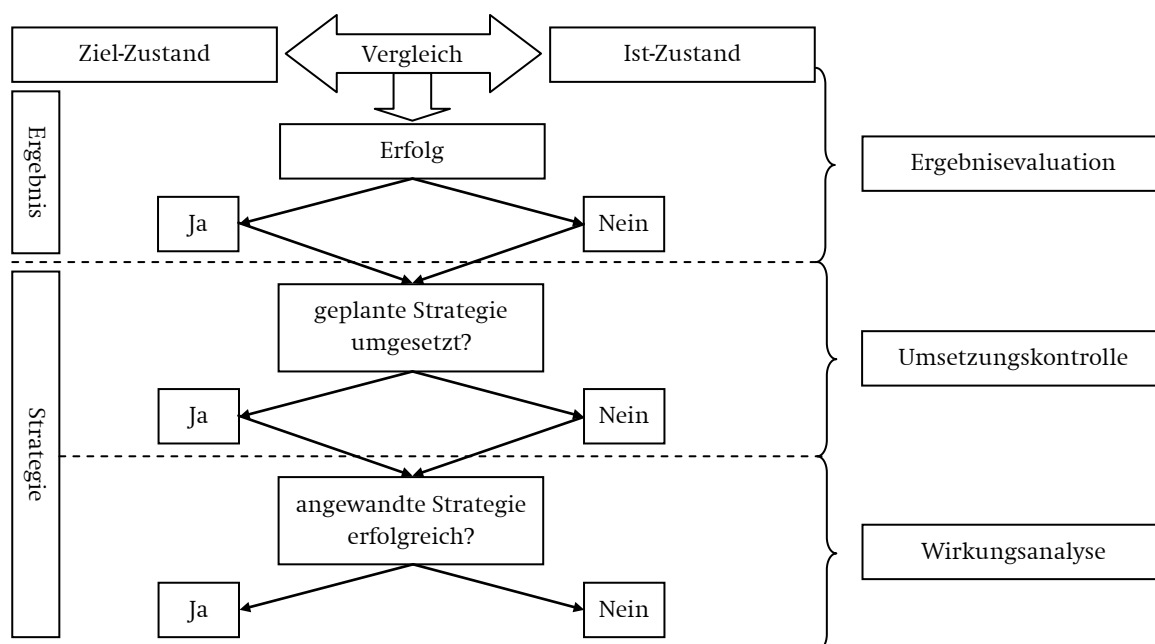 Ziel-Zustand
Vergleich
Ist-Zustand
Ergebnis
Erfolg
Ergebnisevaluation
Ja
Nein
Strategie
geplante Strategie
umgesetzt?
Umsetzungskontrolle
Ja
Nein
angewandte Strategie
erfolgreich?
Wirkungsanalyse
Ja
Nein